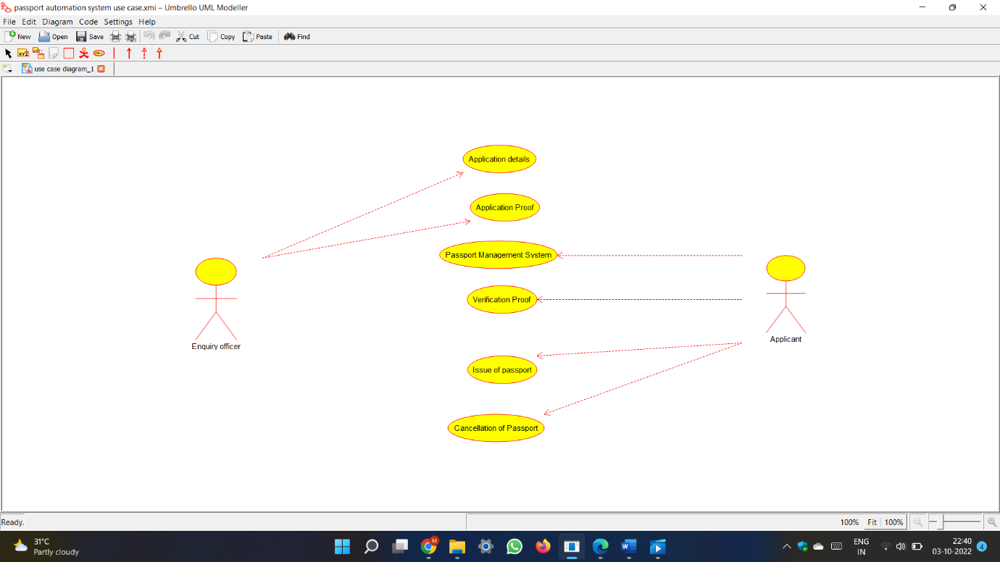 passport automation system use case.xmi – Umbrello UML Modeller
File Edit Diagram Code Settings Help
New Open Save Cut Copy Paste Find
XYZ ABC
use case diagram_1
Application details
Application Proof
Passport Management System
Verification Proof
Enquiry officer
Applicant
Issue of passport
Cancellation of Passport
Ready. 100% Fit 100%
31°C
Partly cloudy
M
W
ENG
IN
22:40
03-10-2022
4